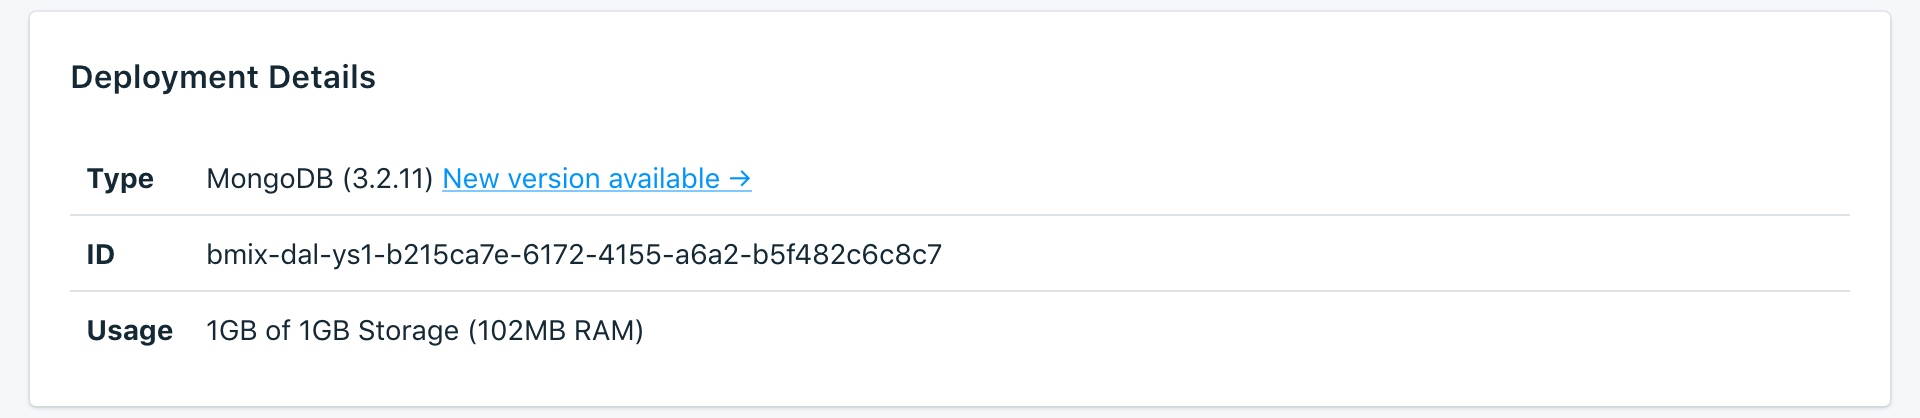 Deployment Details
Type MongoDB (3.2.11) New version available →
ID bmix-dal-ys1-b215ca7e-6172-4155-a6a2-b5f482c6c8c7
Usage 1GB of 1GB Storage (102MB RAM)